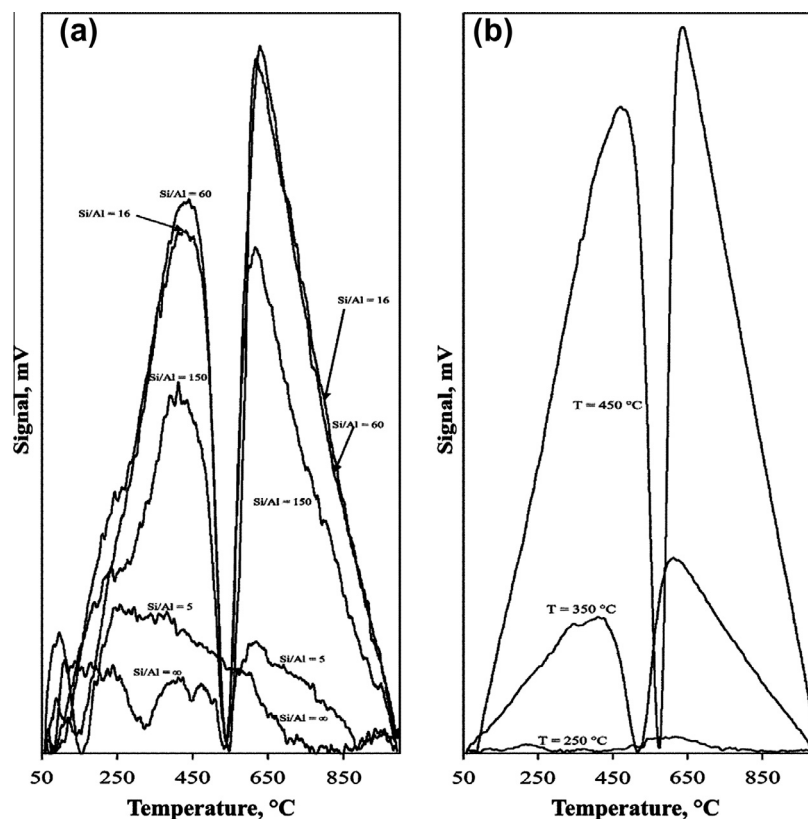 (a)
Si/Al = 60
Si/Al = 16
Si/Al = 16
Si/Al = 150
Si/Al = 60
Si/Al = 150
Si/Al = 5
Si/Al = 5
Si/Al = ∞
Si/Al = ∞
Signal, mV
50 250 450 650 850
Temperature, °C
(b)
T = 450 °C
T = 350 °C
T = 250 °C
Signal, mV
50 250 450 650 850
Temperature, °C